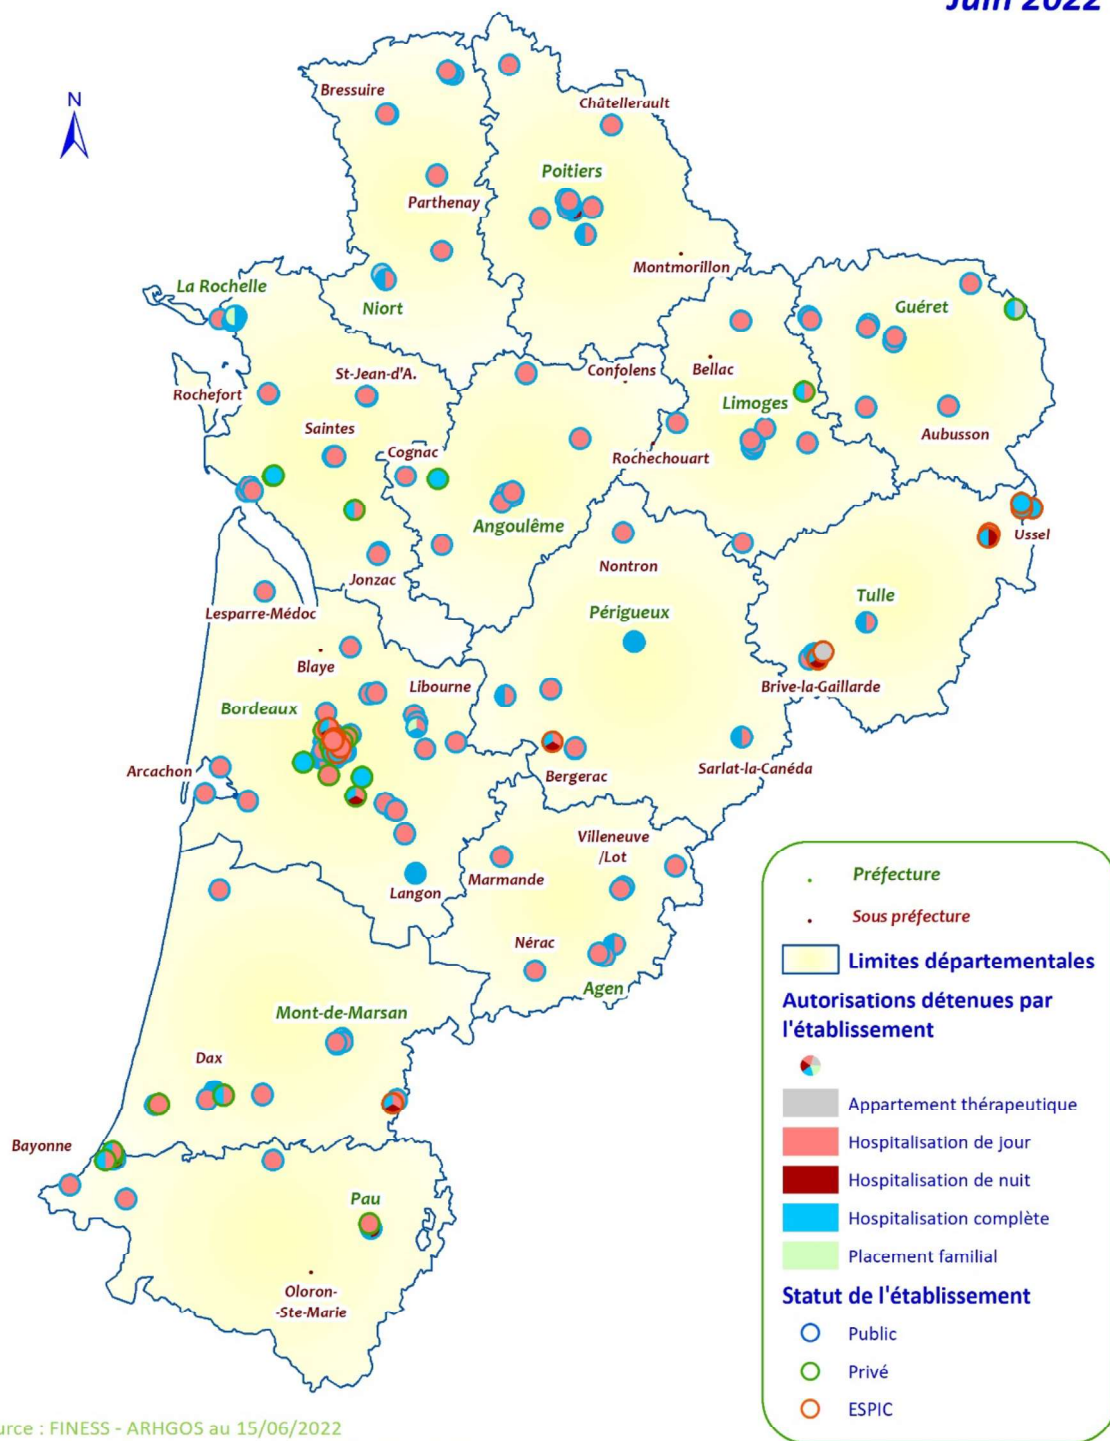 Juin 2022
N
Bressuire
Châtellerault
Poitiers
Parthenay
Montmorillon
La Rochelle
Niort
Guéret
St-Jean-d'A.
Confolens
Bellac
Rochefort
Limoges
Saintes
Cognac
Aubusson
Rochechouart
Angoulême
Ussel
Nontron
Jonzac
Tulle
Lesparre-Médoc
Périgueux
Blaye
Libourne
Brive-la-Gaillarde
Bordeaux
Arcachon
Bergerac
Sarlat-la-Canéda
Villeneuve
/Lot
Marmande
Langon
Nérac
Agen
Mont-de-Marsan
Dax
Bayonne
Pau
Oloron-
-Ste-Marie
Préfecture
Sous préfecture
Limites départementales
Autorisations détenues par
l'établissement
Appartement thérapeutique
Hospitalisation de jour
Hospitalisation de nuit
Hospitalisation complète
Placement familial
Statut de l'établissement
Public
Privé
ESPIC
urce : FINESS - ARHGOS au 15/06/2022